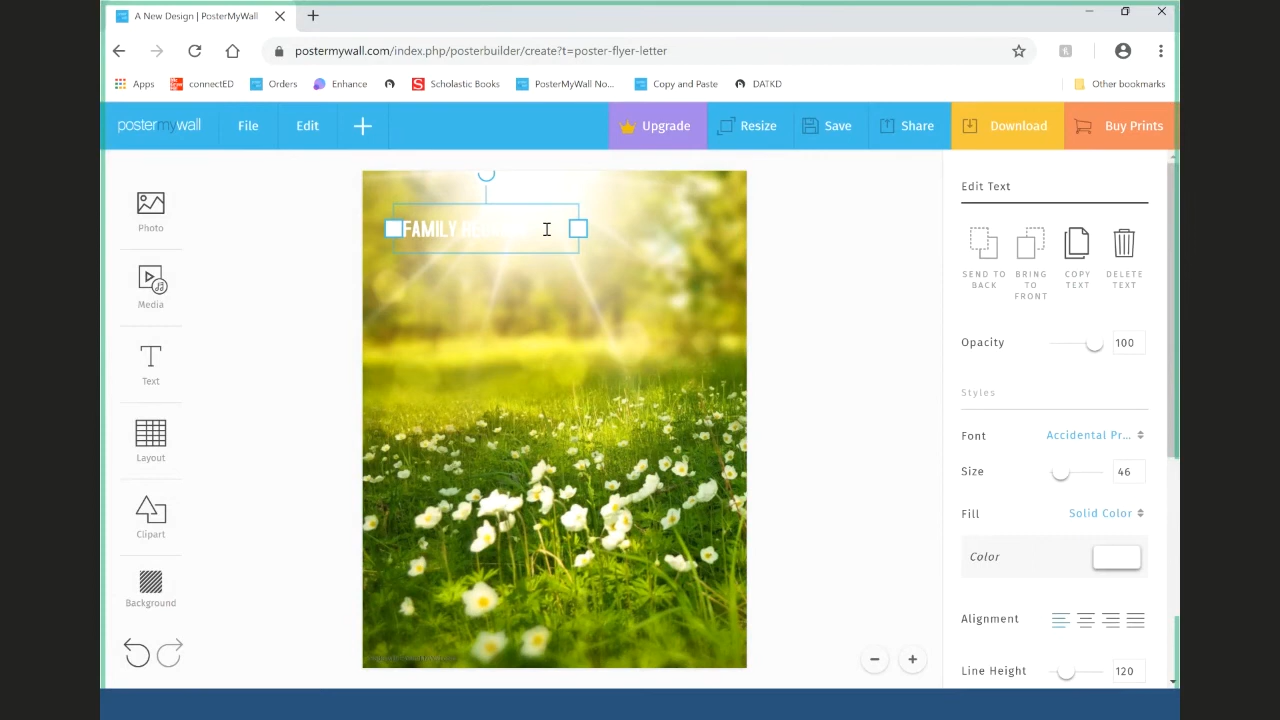 A New Design | PosterMyWall
postermywall.com/index.php/posterbuilder/create?t=poster-flyer-letter
Apps connectED Orders Enhance Scholastic Books PosterMyWall No... Copy and Paste DATKD Other bookmarks
postermywall File Edit Upgrade Resize Save Share Download Buy Prints
Photo
Media
Text
Layout
Clipart
Background
FAMILY
Edit Text
SEND TO BACK
BRING TO FRONT
COPY TEXT
DELETE TEXT
Opacity 100
Styles
Font Accidental Pr...
Size 46
Fill Solid Color
Color
Alignment
Line Height 120